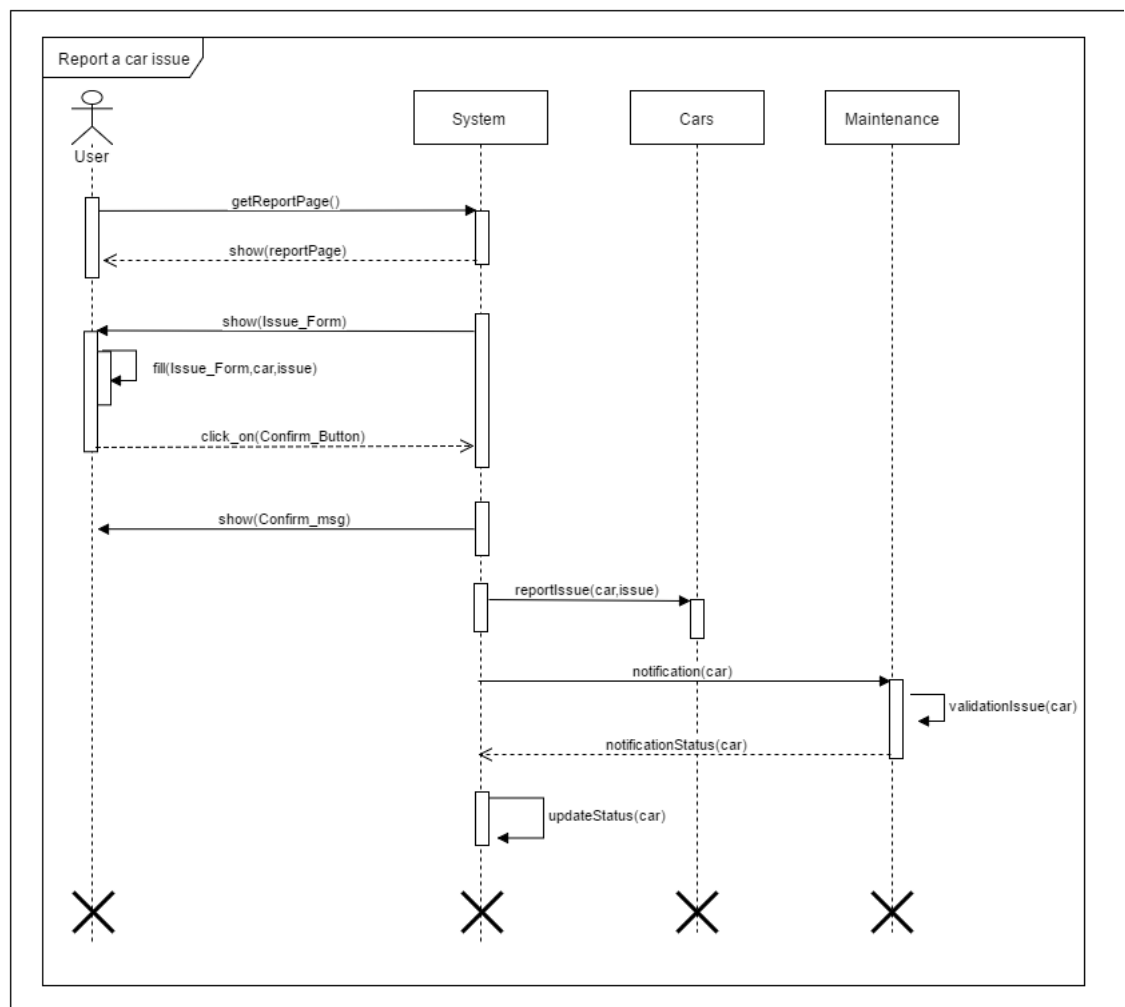 Report a car issue
User
System
Cars
Maintenance
getReportPage()
show(reportPage)
show(Issue_Form)
fill(Issue_Form,car,issue)
click_on(Confirm_Button)
show(Confirm_msg)
reportIssue(car,issue)
notification(car)
validationIssue(car)
notificationStatus(car)
updateStatus(car)